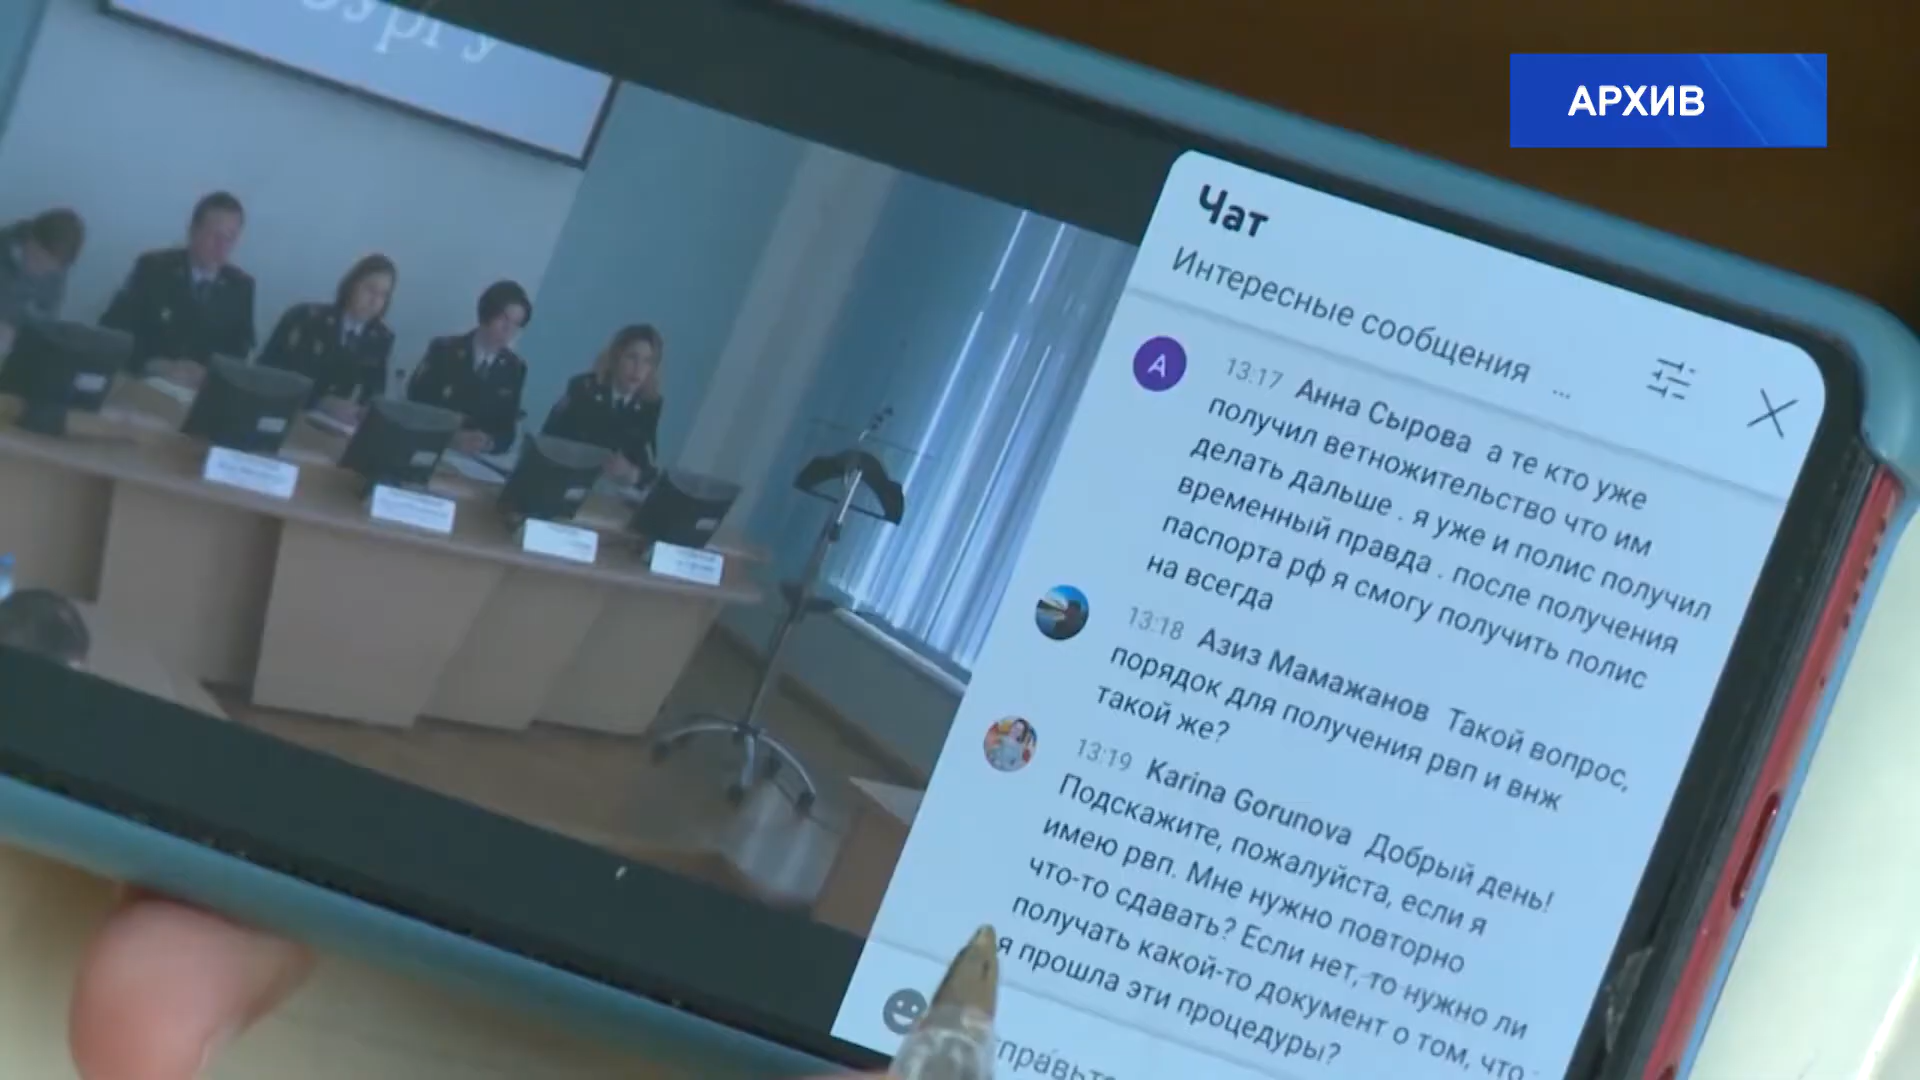 АРХИВ
Чат
Интересные сообщения ...
А
13:17 Анна Сырова а те кто уже
получил ветножительство что им
делать дальше . я уже и полис получил
временный правда . после получения
паспорта рф я смогу получить полис
на всегда
13:18 Азиз Мамажанов Такой вопрос,
порядок для получения рвп и внж
такой же?
13:19 Karina Gorunova Добрый день!
Подскажите, пожалуйста, если я
имею рвп. Мне нужно повторно
что-то сдавать? Если нет, то нужно ли
получать какой-то документ о том, что
я прошла эти процедуры?